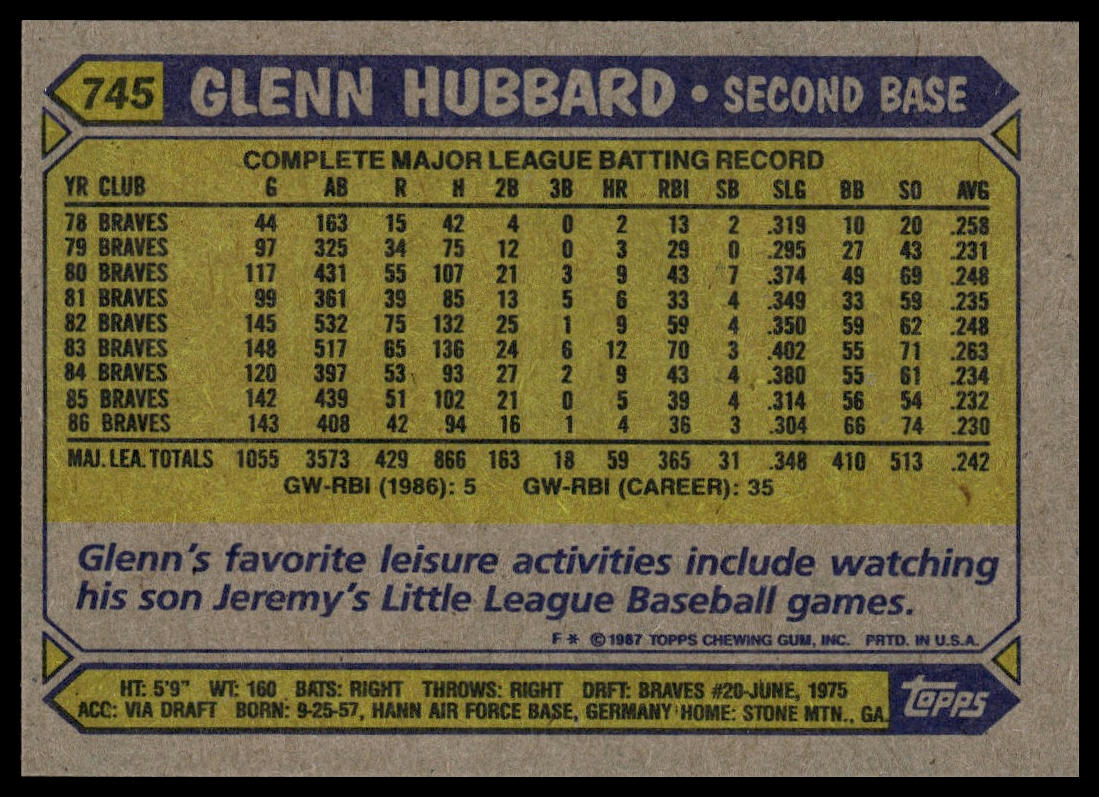 745 GLENN HUBBARD • SECOND BASE
COMPLETE MAJOR LEAGUE BATTING RECORD
YR CLUB G AB R H 2B 3B HR RBI SB SLG BB SO AVG
78 BRAVES 44 163 15 42 4 0 2 13 2 .319 10 20 .258
79 BRAVES 97 325 34 75 12 0 3 29 0 .295 27 43 .231
80 BRAVES 117 431 55 107 21 3 9 43 7 .374 49 69 .248
81 BRAVES 99 361 39 85 13 5 6 33 4 .349 33 59 .235
82 BRAVES 145 532 75 132 25 1 9 59 4 .350 59 62 .248
83 BRAVES 148 517 65 136 24 6 12 70 3 .402 55 71 .263
84 BRAVES 120 397 53 93 27 2 9 43 4 .380 55 61 .234
85 BRAVES 142 439 51 102 21 0 5 39 4 .314 56 54 .232
86 BRAVES 143 408 42 94 16 1 4 36 3 .304 66 74 .230
MAJ. LEA. TOTALS 1055 3573 429 866 163 18 59 365 31 .348 410 513 .242
GW-RBI (1986): 5 GW-RBI (CAREER): 35
Glenn's favorite leisure activities include watching
his son Jeremy's Little League Baseball games.
F * © 1987 TOPPS CHEWING GUM, INC. PRTD. IN U.S.A.
HT: 5'9" WT: 160 BATS: RIGHT THROWS: RIGHT DRFT: BRAVES #20-JUNE, 1975
ACC: VIA DRAFT BORN: 9-25-57, HANN AIR FORCE BASE, GERMANY HOME: STONE MTN., GA.
TOPPS